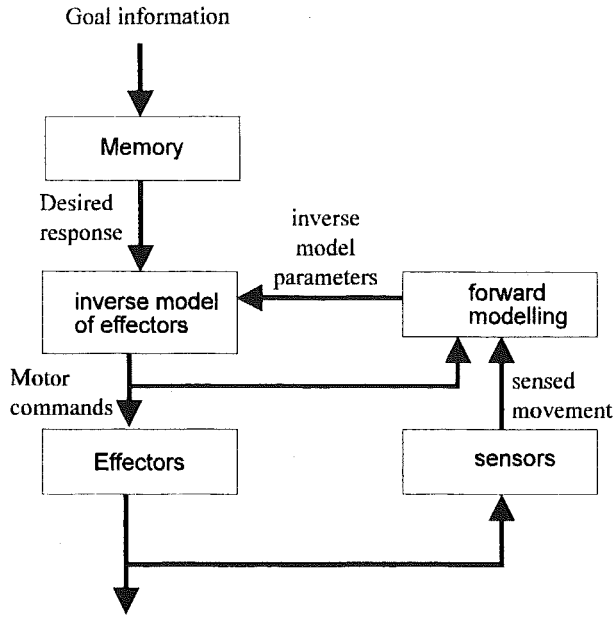 Goal information
Memory
Desired
response
inverse
model
parameters
inverse model
of effectors
forward
modelling
Motor
commands
sensed
movement
Effectors
sensors